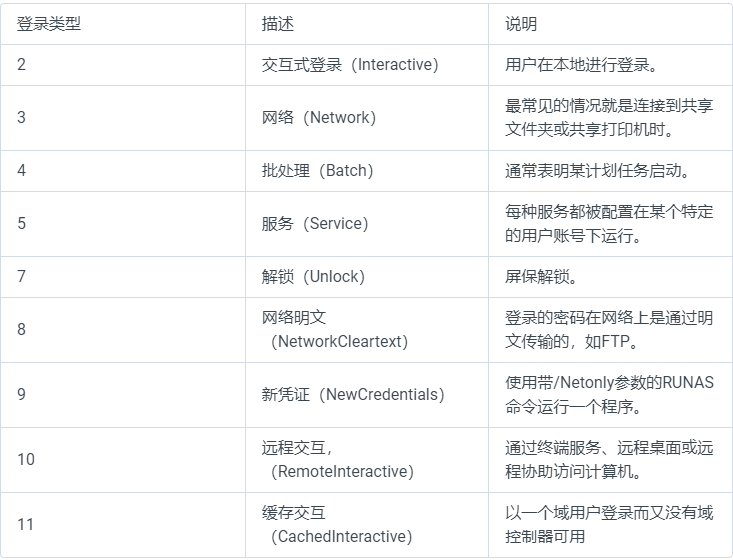 登录类型 描述 说明
2 交互式登录（Interactive） 用户在本地进行登录。
3 网络（Network） 最常见的情况就是连接到共享
文件夹或共享打印机时。
4 批处理（Batch） 通常表明某计划任务启动。
5 服务（Service） 每种服务都被配置在某个特定
的用户账号下运行。
7 解锁（Unlock） 屏保解锁。
8 网络明文
（NetworkCleartext） 登录的密码在网络上是通过明
文传输的，如FTP。
9 新凭证（NewCredentials） 使用带/Netonly参数的RUNAS
命令运行一个程序。
10 远程交互，
（RemoteInteractive） 通过终端服务、远程桌面或远
程协助访问计算机。
11 缓存交互
（CachedInteractive） 以一个域用户登录而又没有域
控制器可用